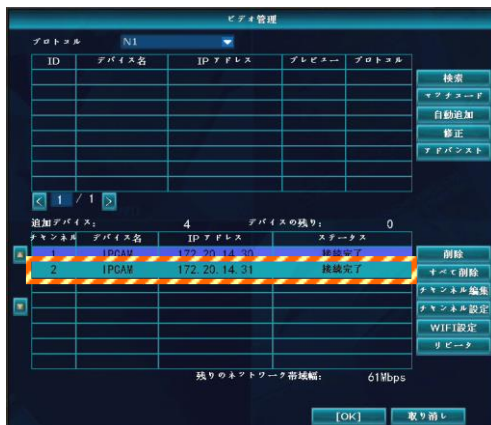 ビデオ管理
プロトコル N1
ID デバイス名 IPアドレス プレビュー プロトコル
検索
マッチコード
自動追加
修正
アドバンスト
1 / 1
追加デバイス: 4 デバイスの残り: 0
チャンネル デバイス名 IPアドレス ステータス
1 IPCAM 172.20.14.30 接続完了
削除
2 IPCAM 172.20.14.31 接続完了
すべて削除
チャンネル編集
チャンネル設定
WIFI設定
リピータ
残りのネットワーク帯域幅: 61Mbps
[OK] 取り消し